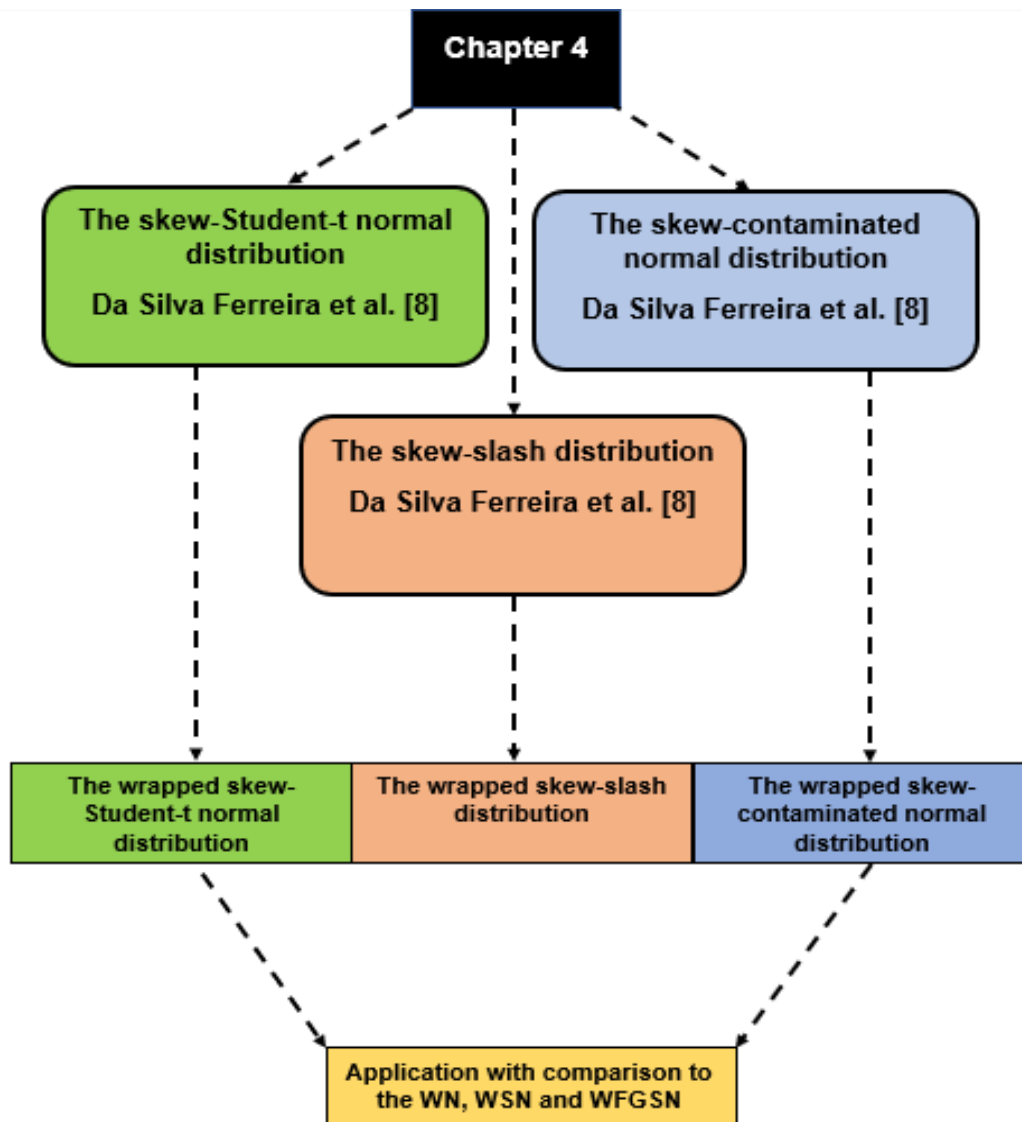 Chapter 4
The skew-Student-t normal
distribution
Da Silva Ferreira et al. [8]
The skew-contaminated
normal distribution
Da Silva Ferreira et al. [8]
The skew-slash distribution
Da Silva Ferreira et al. [8]
The wrapped skew-
Student-t normal
distribution
The wrapped skew-slash
distribution
The wrapped skew-
contaminated normal
distribution
Application with comparison to
the WN, WSN and WFGSN